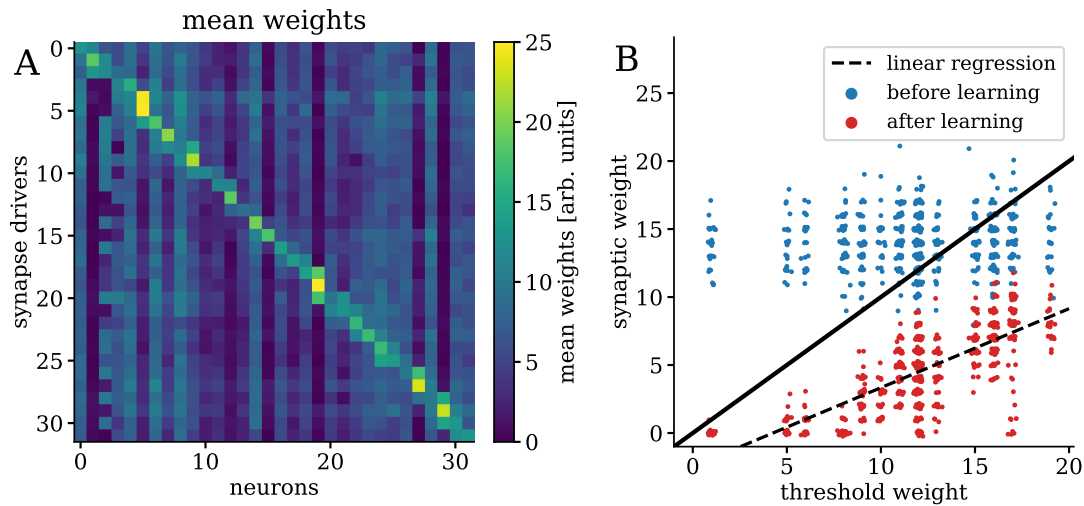 mean weights
A
0
5
10
15
20
25
30
synapse drivers
0
10
20
30
neurons
25
20
15
10
5
0
mean weights [arb. units]
B
linear regression
before learning
after learning
25
20
15
10
5
0
synaptic weight
0
5
10
15
20
threshold weight